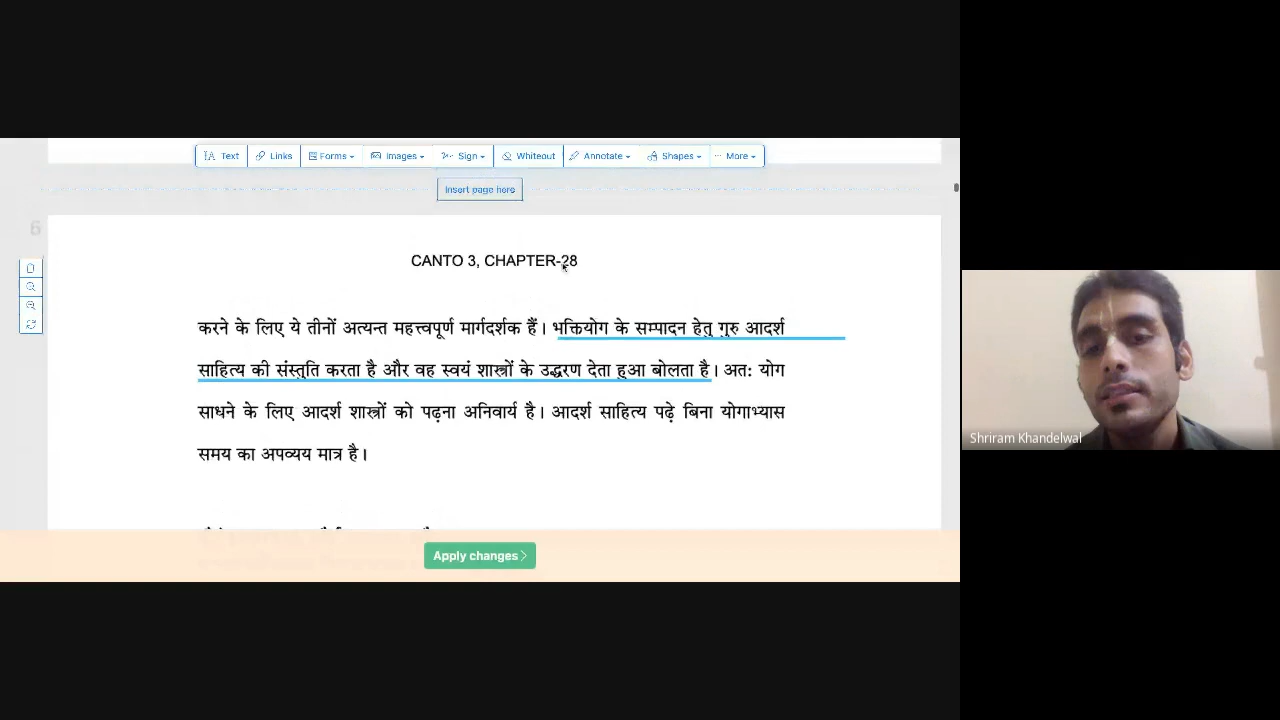 Text Links Forms Images Sign Whiteout Annotate Shapes More
Insert page here
6
CANTO 3, CHAPTER-28
करने के लिए ये तीनों अत्यन्त महत्त्वपूर्ण मार्गदर्शक हैं। भक्तियोग के सम्पादन हेतु गुरु आदर्श
साहित्य की संस्तुति करता है और वह स्वयं शास्त्रों के उद्धरण देता हुआ बोलता है। अत: योग
साधने के लिए आदर्श शास्त्रों को पढ़ना अनिवार्य है। आदर्श साहित्य पढ़े बिना योगाभ्यास
समय का अपव्यय मात्र है।
Apply changes
Shriram Khandelwal